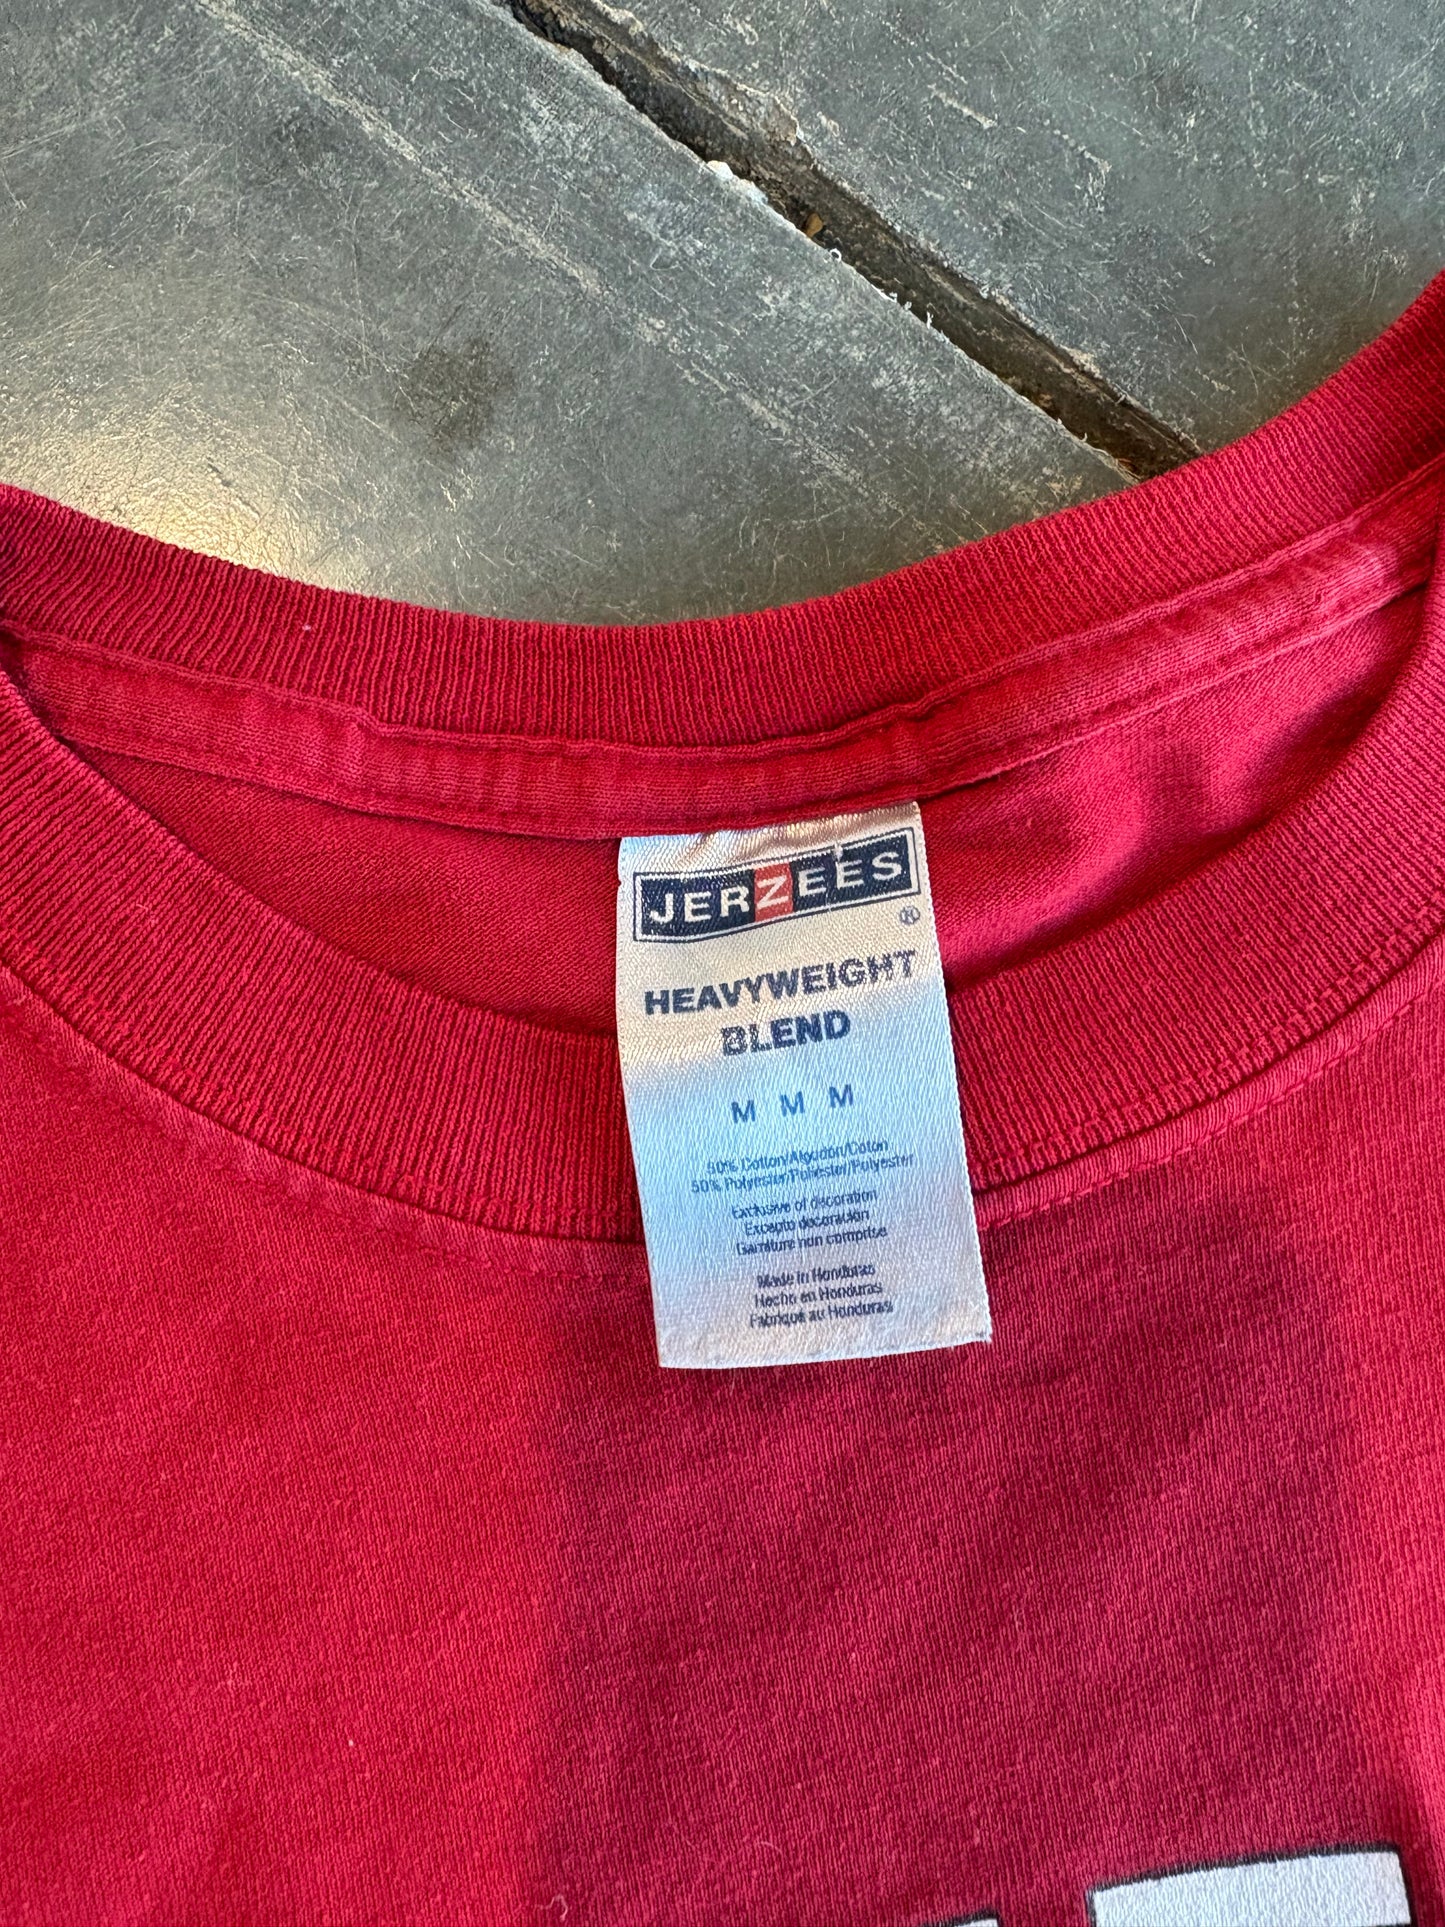 JERZEES
®
HEAVYWEIGHT
BLEND
M M M
50% Cotton/Algodón/Coton
50% Polyester/Poliéster/Polyester
Exclusive of decoration
Excepto decoración
Garniture non comprise
Made in Honduras
Hecho en Honduras
Fabriqué au Honduras